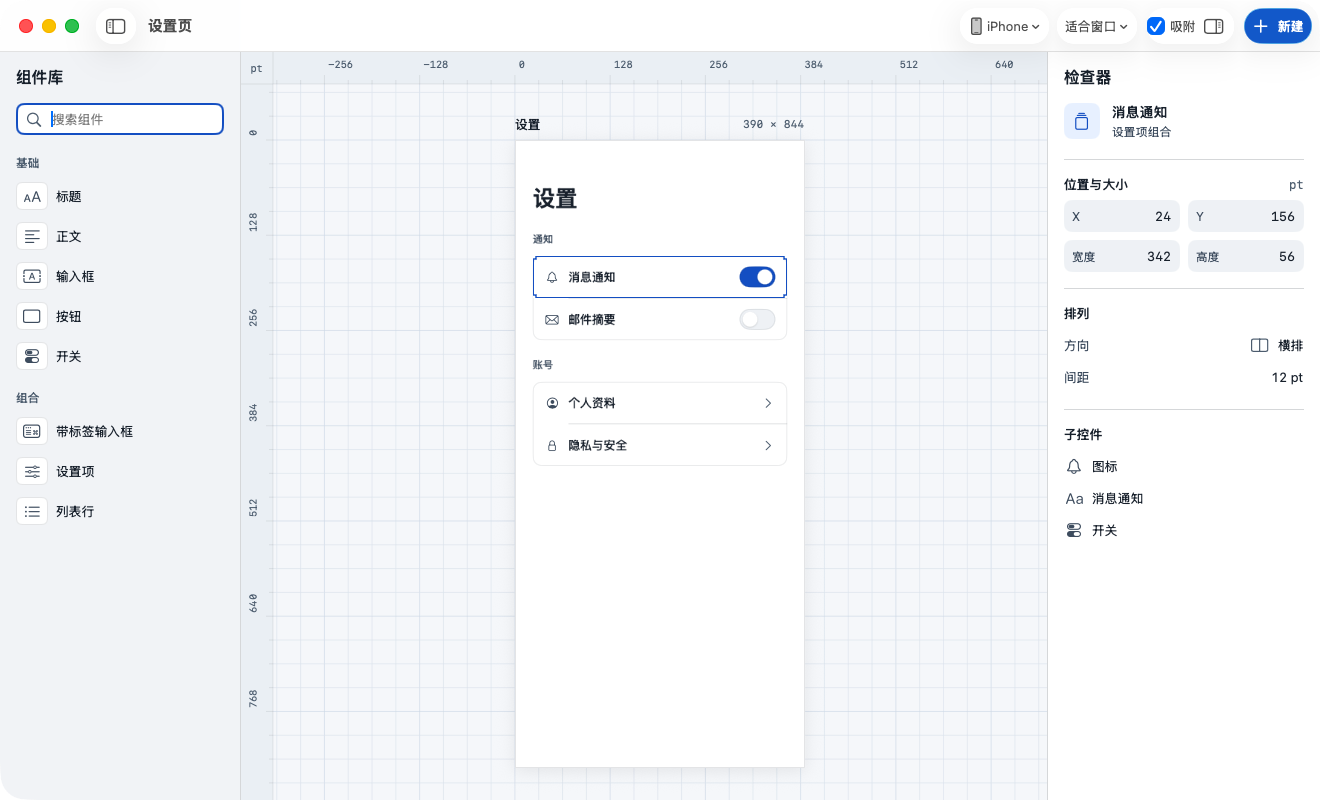 设置页
iPhone
适合窗口
吸附
新建
组件库
搜索组件
基础
AA 标题
正文
A 输入框
按钮
开关
组合
带标签输入框
设置项
列表行
pt
−256 −128 0 128 256 384 512 640
0
128
256
384
512
640
768
设置 390 × 844
设置
通知
消息通知
邮件摘要
账号
个人资料
隐私与安全
检查器
消息通知
设置项组合
位置与大小 pt
X 24 Y 156
宽度 342 高度 56
排列
方向 横排
间距 12 pt
子控件
图标
Aa 消息通知
开关